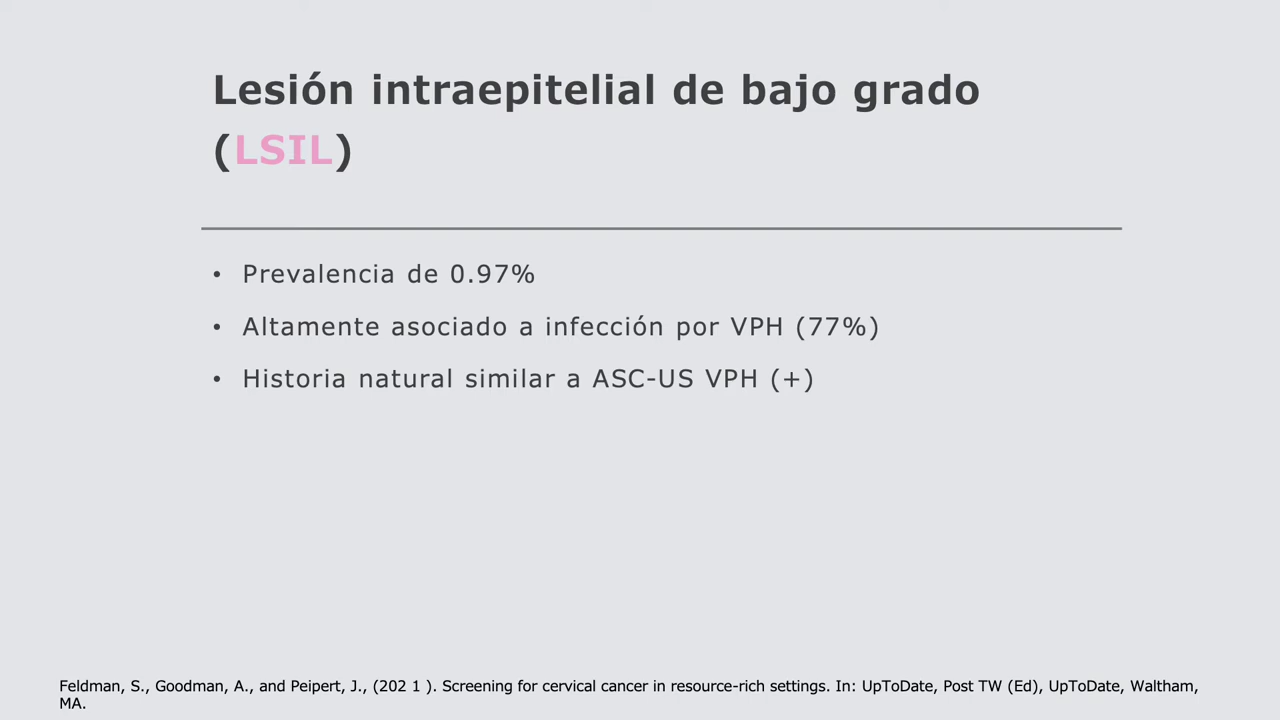 Lesión intraepitelial de bajo grado
(LSIL)
• Prevalencia de 0.97%
• Altamente asociado a infección por VPH (77%)
• Historia natural similar a ASC-US VPH (+)
Feldman, S., Goodman, A., and Peipert, J., (202 1 ). Screening for cervical cancer in resource-rich settings. In: UpToDate, Post TW (Ed), UpToDate, Waltham,
MA.